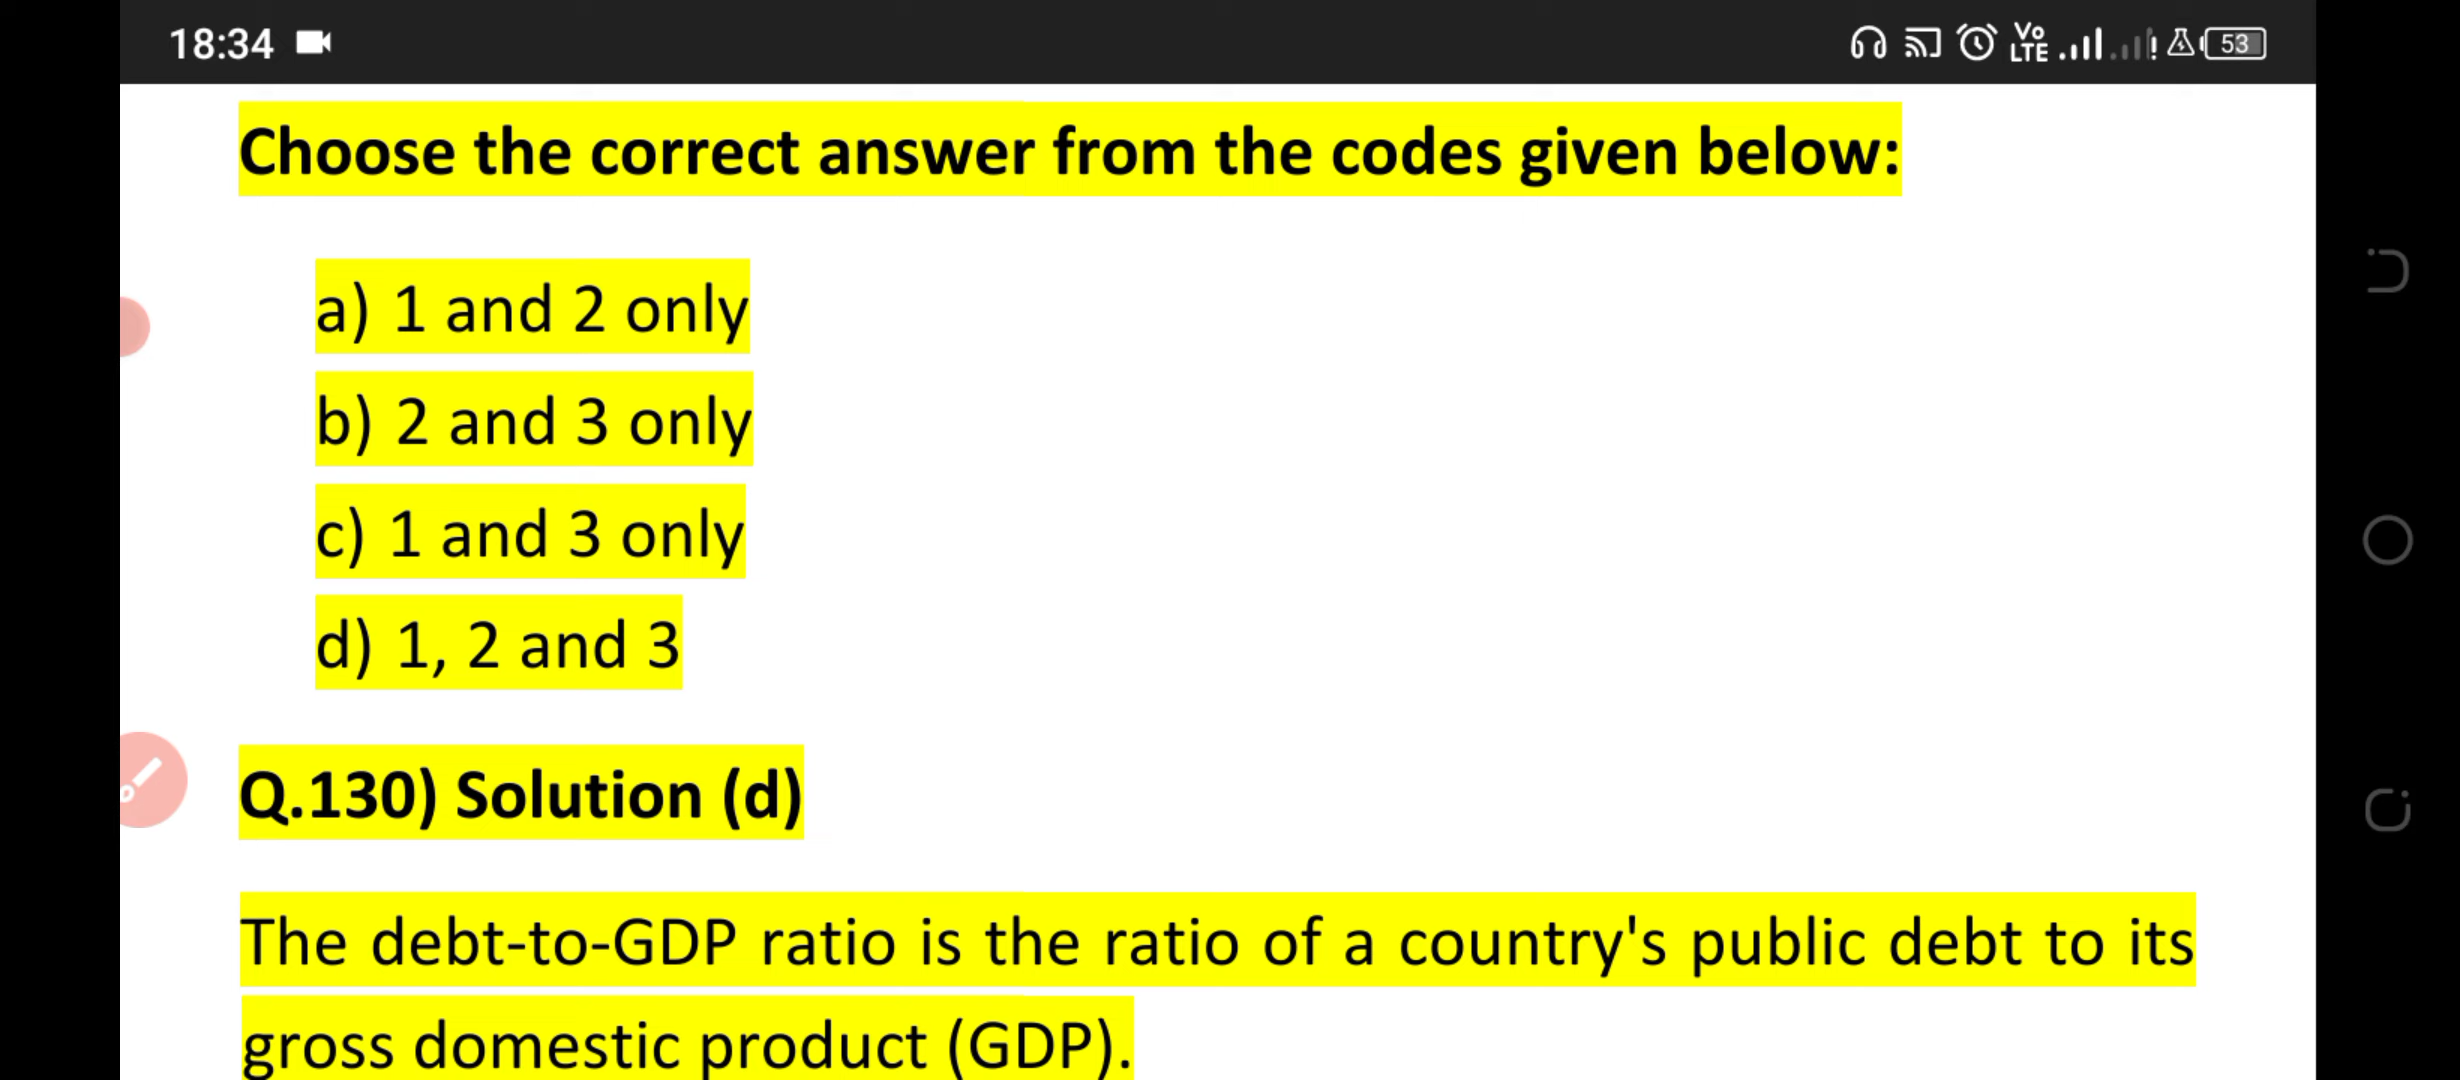 18:34
Vo
LTE
53
Choose the correct answer from the codes given below:
a) 1 and 2 only
b) 2 and 3 only
c) 1 and 3 only
d) 1, 2 and 3
Q.130) Solution (d)
The debt-to-GDP ratio is the ratio of a country's public debt to its
gross domestic product (GDP).